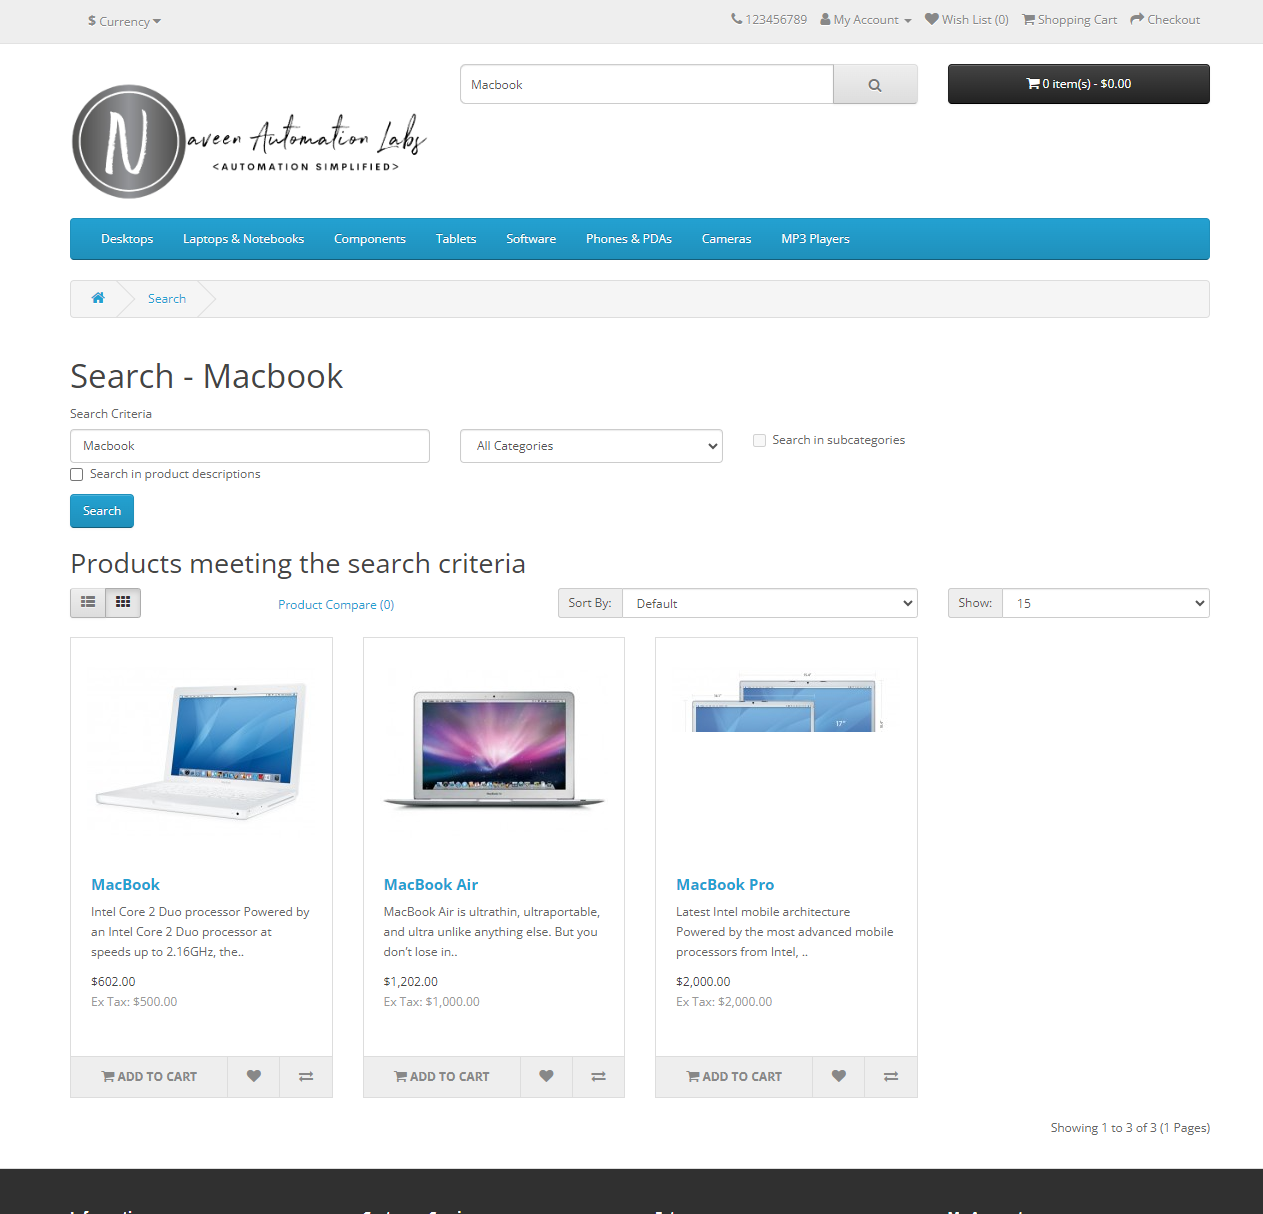 $ Currency
123456789 My Account Wish List (0) Shopping Cart Checkout
Macbook
0 item(s) - $0.00
N aveen Automation Labs
<AUTOMATION SIMPLIFIED>
Desktops Laptops & Notebooks Components Tablets Software Phones & PDAs Cameras MP3 Players
Search
Search - Macbook
Search Criteria
Macbook
All Categories
Search in subcategories
Search in product descriptions
Search
Products meeting the search criteria
Product Compare (0)
Sort By: Default
Show: 15
17"
MacBook
Intel Core 2 Duo processor Powered by
an Intel Core 2 Duo processor at
speeds up to 2.16GHz, the..
$602.00
Ex Tax: $500.00
ADD TO CART
MacBook Air
MacBook Air is ultrathin, ultraportable,
and ultra unlike anything else. But you
don’t lose in..
$1,202.00
Ex Tax: $1,000.00
ADD TO CART
MacBook Pro
Latest Intel mobile architecture
Powered by the most advanced mobile
processors from Intel, ..
$2,000.00
Ex Tax: $2,000.00
ADD TO CART
Showing 1 to 3 of 3 (1 Pages)